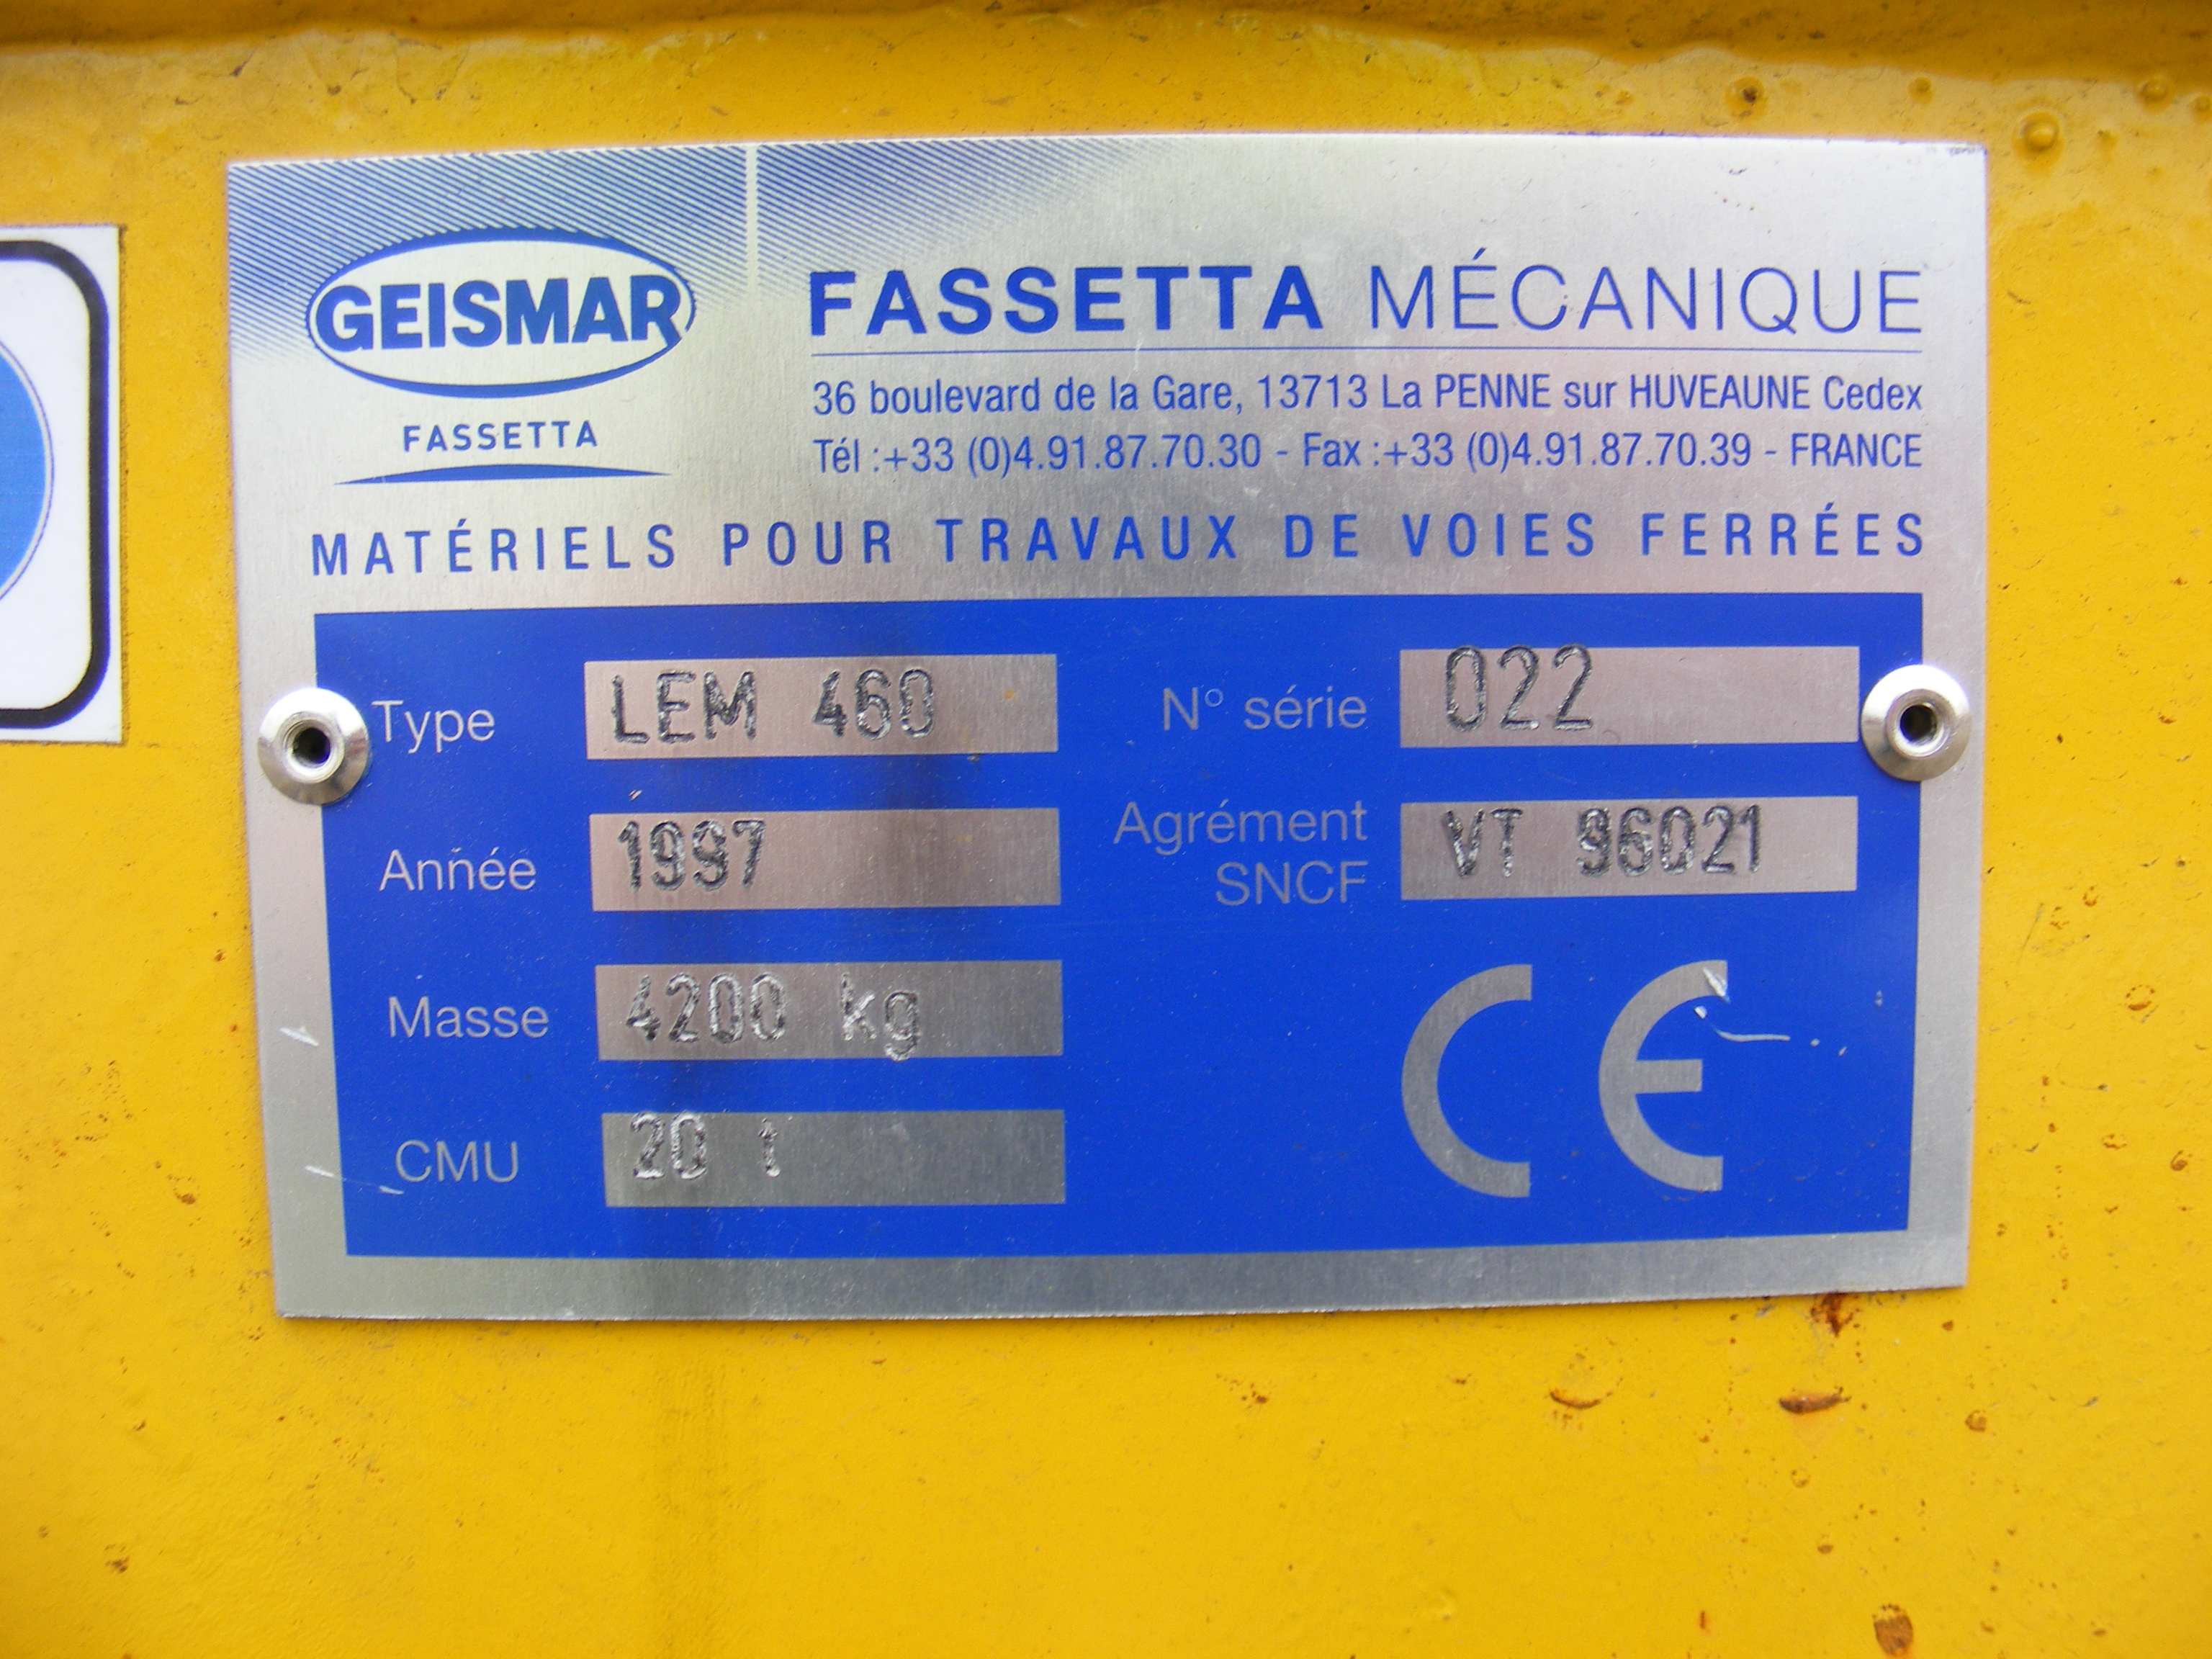 GEISMAR
FASSETTA
FASSETTA MÉCANIQUE
36 boulevard de la Gare, 13713 La PENNE sur HUVEAUNE Cedex
Tél :+33 (0)4.91.87.70.30 - Fax :+33 (0)4.91.87.70.39 - FRANCE
MATÉRIELS POUR TRAVAUX DE VOIES FERRÉES
Type LEM 460
N° série 022
Année 1997
Agrément
SNCF VT 96021
Masse 4200 kg
CMU 20 t
CE